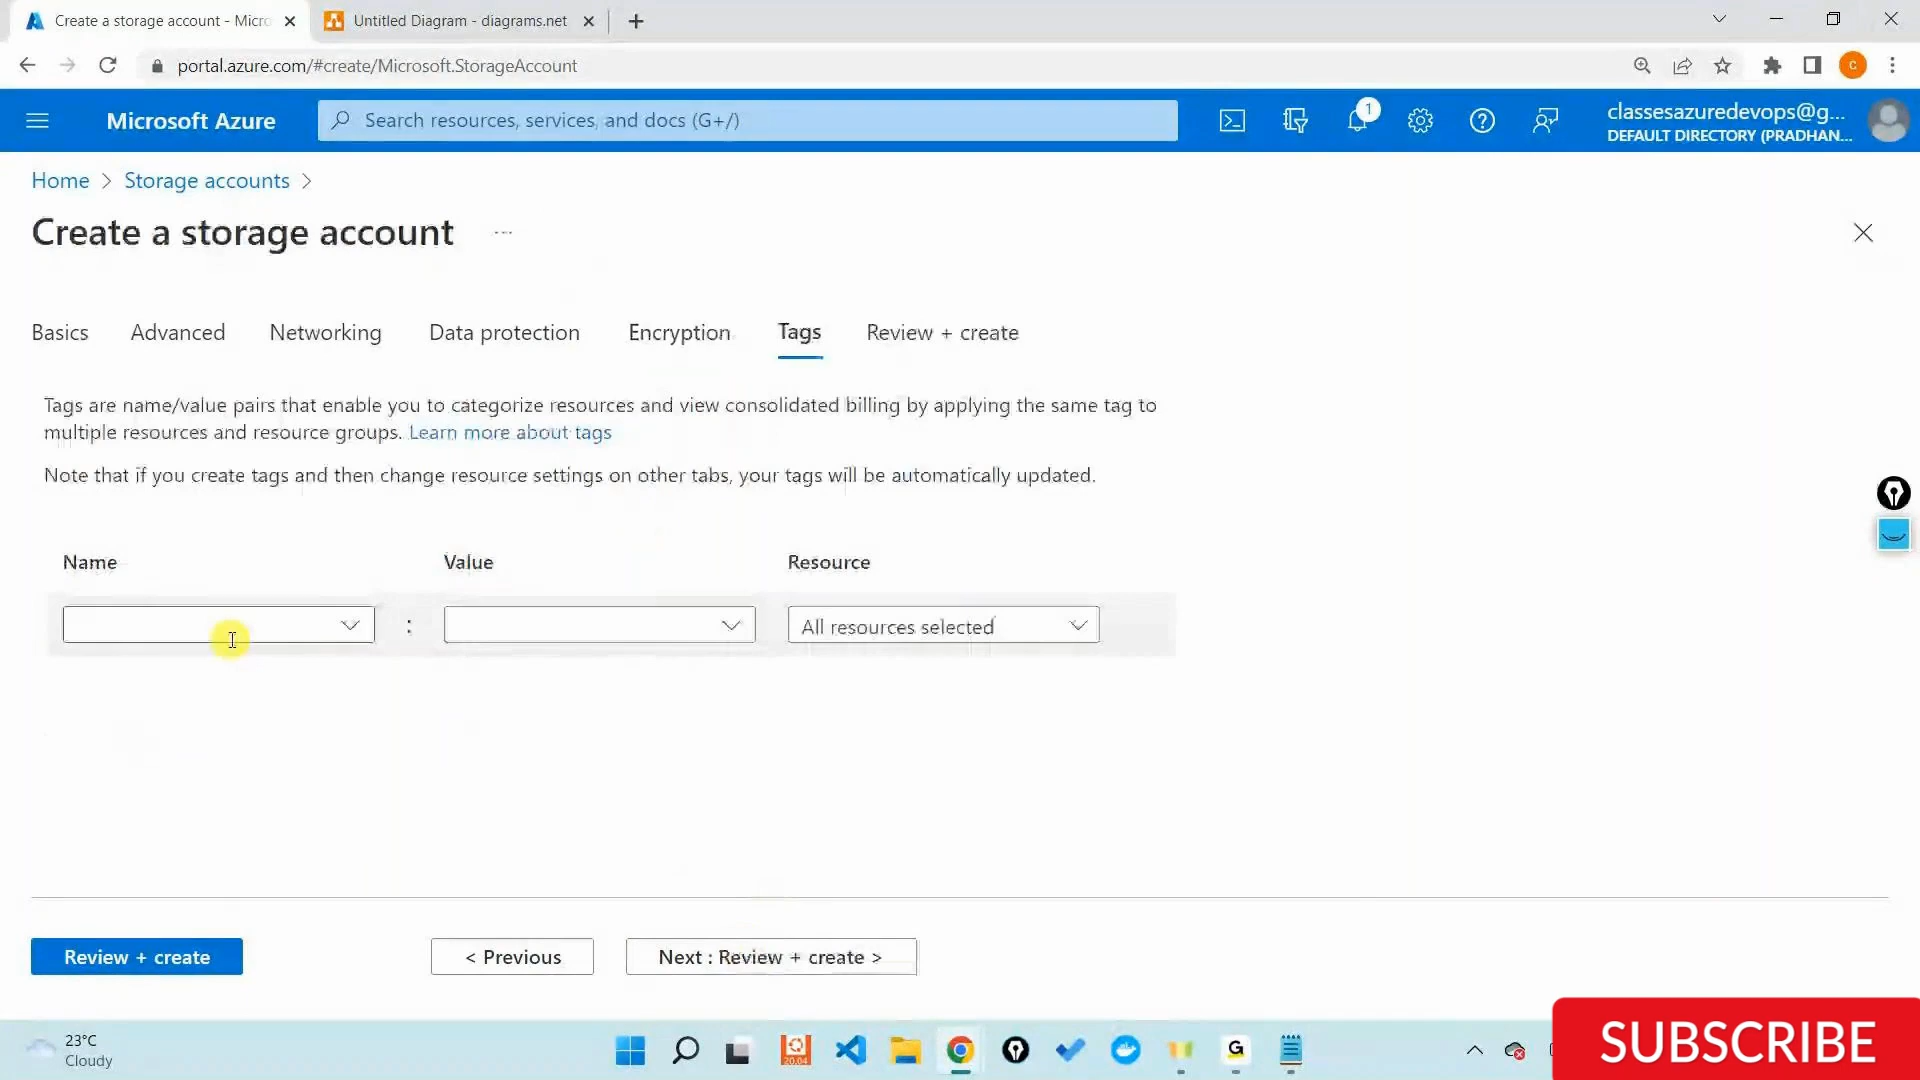 Create a storage account - Micro
Untitled Diagram - diagrams.net
portal.azure.com/#create/Microsoft.StorageAccount
C
Microsoft Azure
Search resources, services, and docs (G+/)
1
classesazuredevops@g...
DEFAULT DIRECTORY (PRADHAN...
Home > Storage accounts >
Create a storage account ...
Basics Advanced Networking Data protection Encryption Tags Review + create
Tags are name/value pairs that enable you to categorize resources and view consolidated billing by applying the same tag to
multiple resources and resource groups. Learn more about tags
Note that if you create tags and then change resource settings on other tabs, your tags will be automatically updated.
Name Value Resource
: All resources selected
Review + create < Previous Next : Review + create >
23°C
Cloudy
20.04
G
SUBSCRIBE